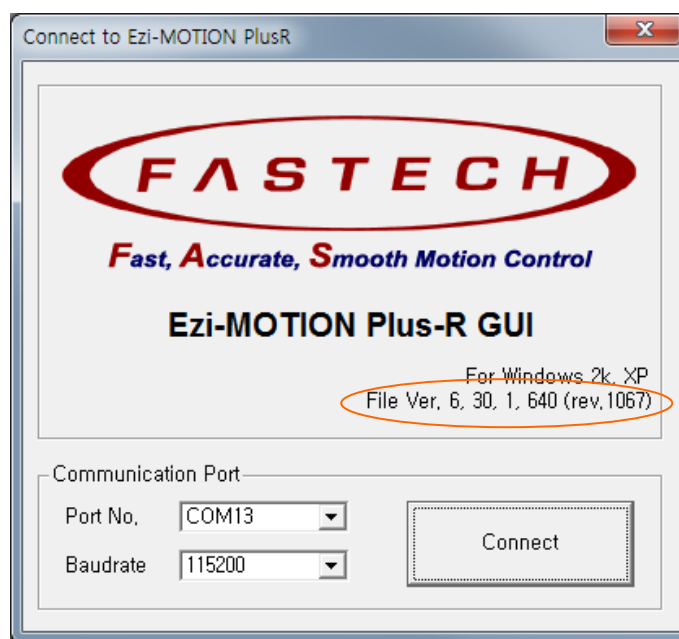 Connect to Ezi-MOTION PlusR
FASTECH
Fast, Accurate, Smooth Motion Control
Ezi-MOTION Plus-R GUI
For Windows 2k, XP
File Ver, 6, 30, 1, 640 (rev,1067)
Communication Port
Port No, COM13
Connect
Baudrate 115200